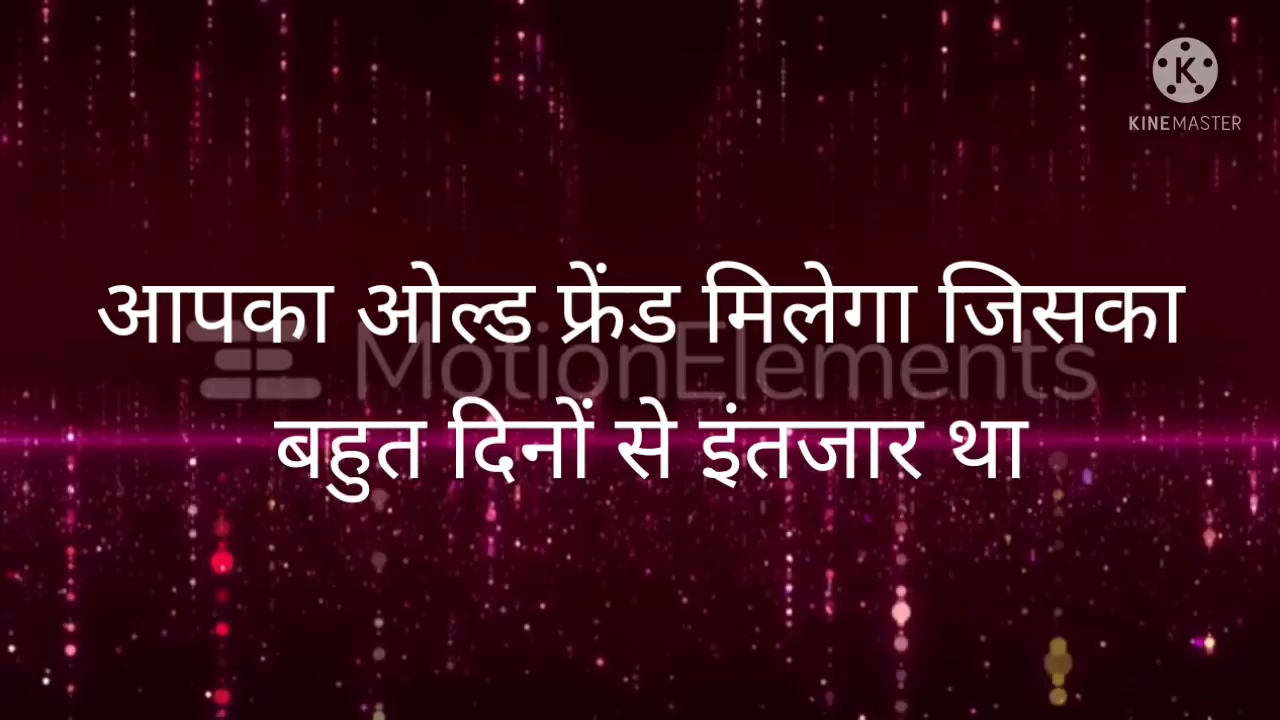 KINEMASTER
आपका ओल्ड फ्रेंड मिलेगा जिसका
MotionElements
बहुत दिनों से इंतजार था